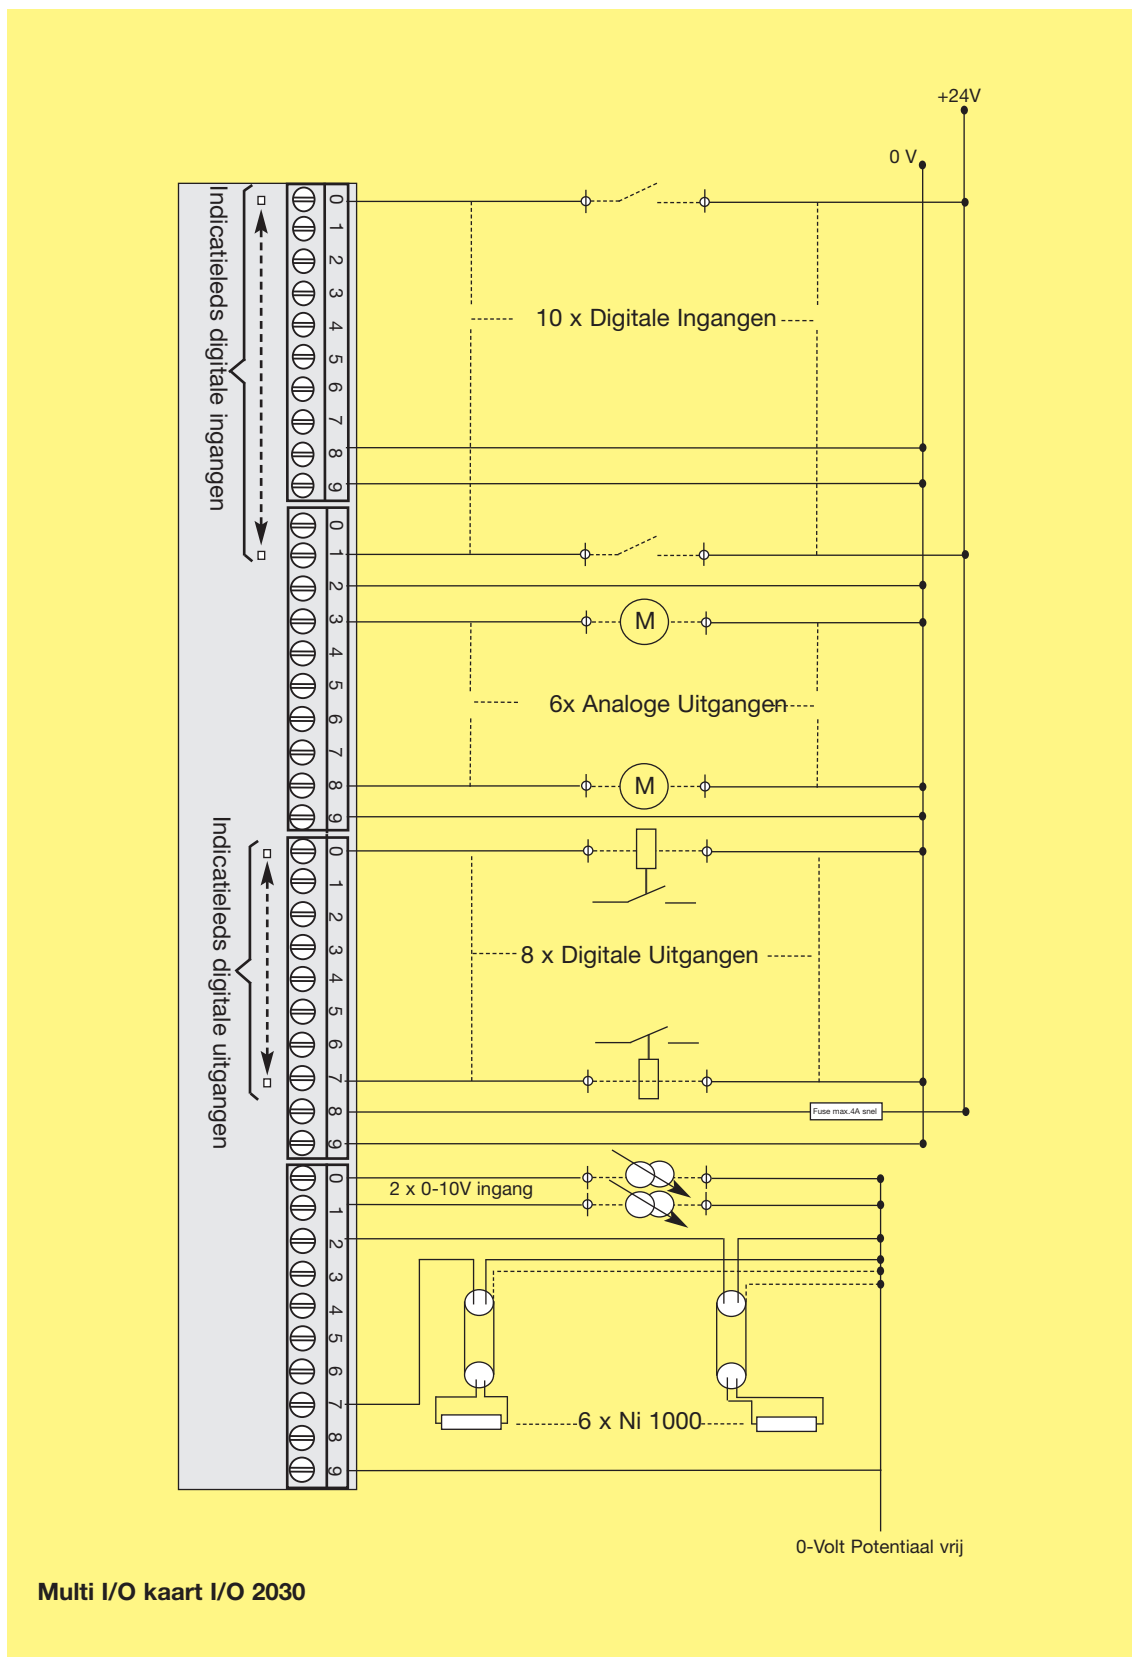 +24V
0 V
Indicatieleds digitale ingangen
0
1
2
3
4
5
6
7
8
9
10 x Digitale Ingangen
0
1
2
3
4
5
6
7
8
9
M
6x Analoge Uitgangen
M
Indicatieleds digitale uitgangen
0
1
2
3
4
5
6
7
8
9
8 x Digitale Uitgangen
Fuse max.4A snel
0
1
2
3
4
5
6
7
8
9
2 x 0-10V ingang
6 x Ni 1000
0-Volt Potentiaal vrij
Multi I/O kaart I/O 2030